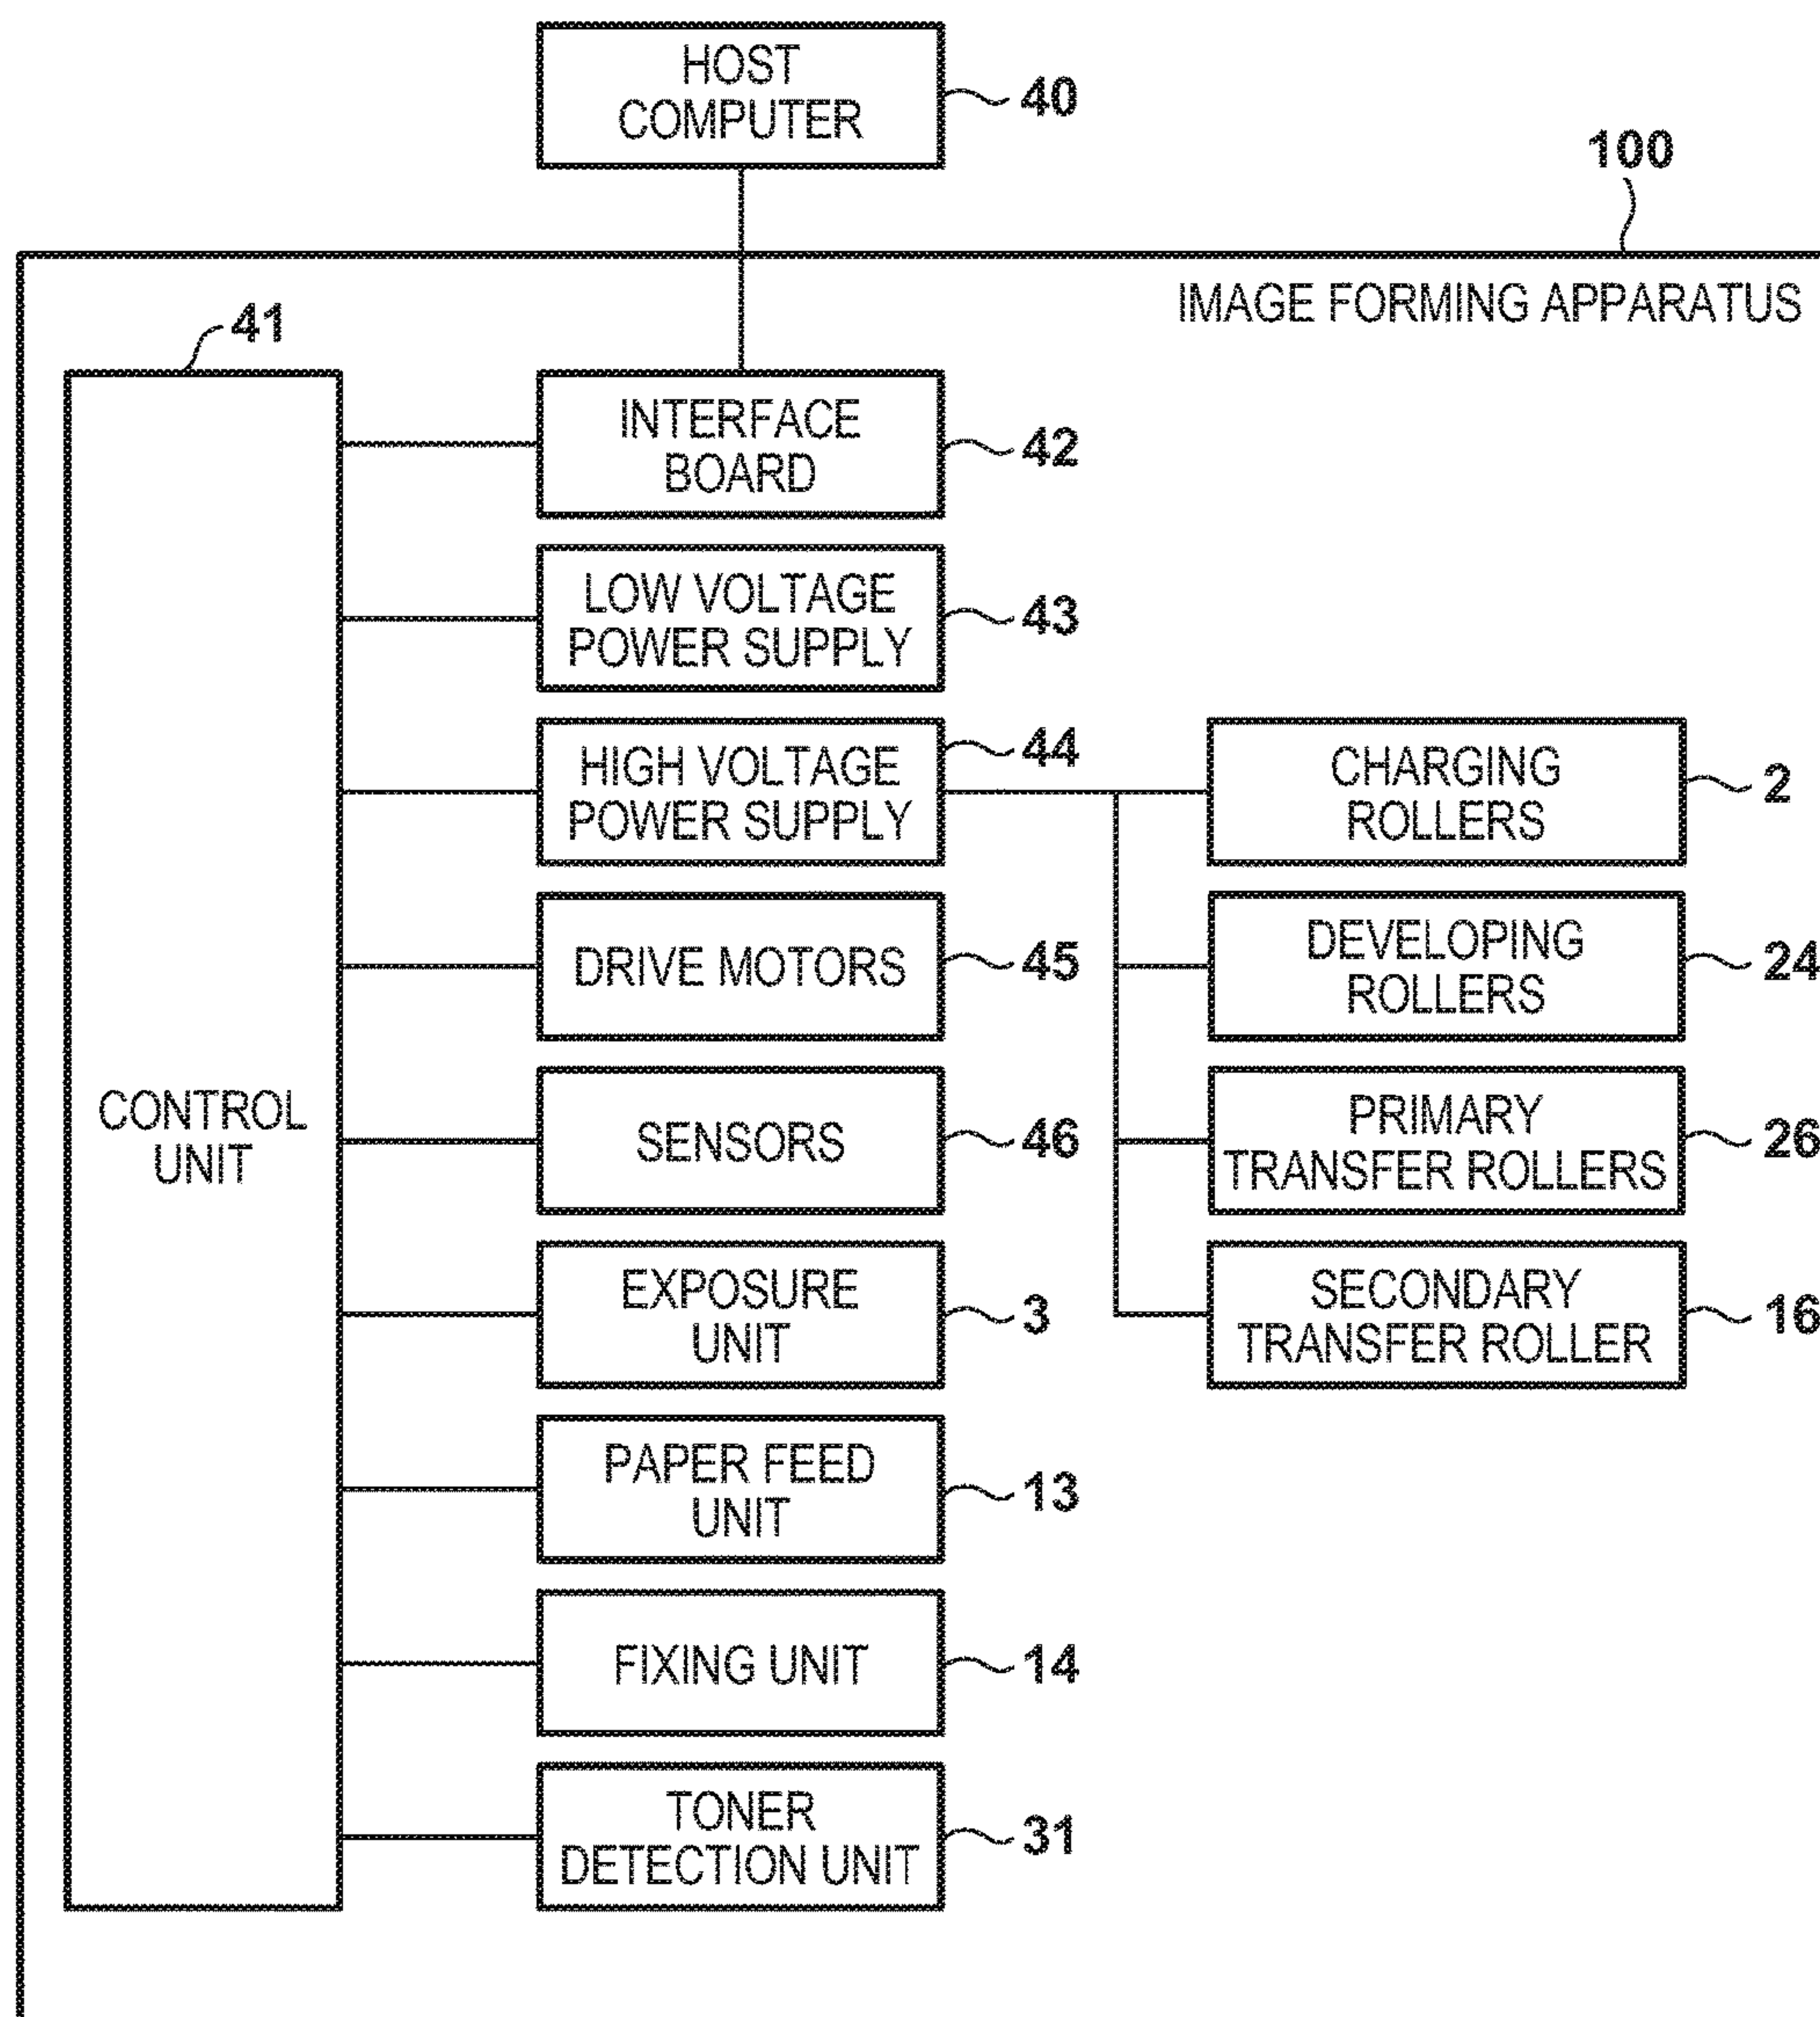 HOST
COMPUTER
40
100
IMAGE FORMING APPARATUS
41
CONTROL
UNIT
INTERFACE
BOARD
42
LOW VOLTAGE
POWER SUPPLY
43
HIGH VOLTAGE
POWER SUPPLY
44
CHARGING
ROLLERS
2
DRIVE MOTORS
45
DEVELOPING
ROLLERS
24
SENSORS
46
PRIMARY
TRANSFER ROLLERS
26
EXPOSURE
UNIT
3
SECONDARY
TRANSFER ROLLER
16
PAPER FEED
UNIT
13
FIXING UNIT
14
TONER
DETECTION UNIT
31